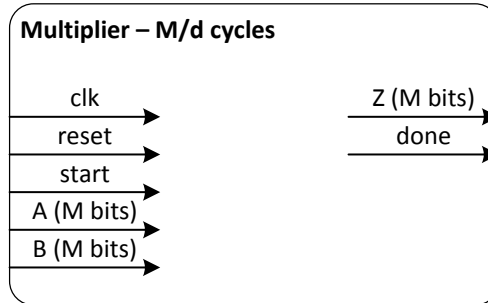 Multiplier – M/d cycles
clk
reset
start
A (M bits)
B (M bits)
Z (M bits)
done